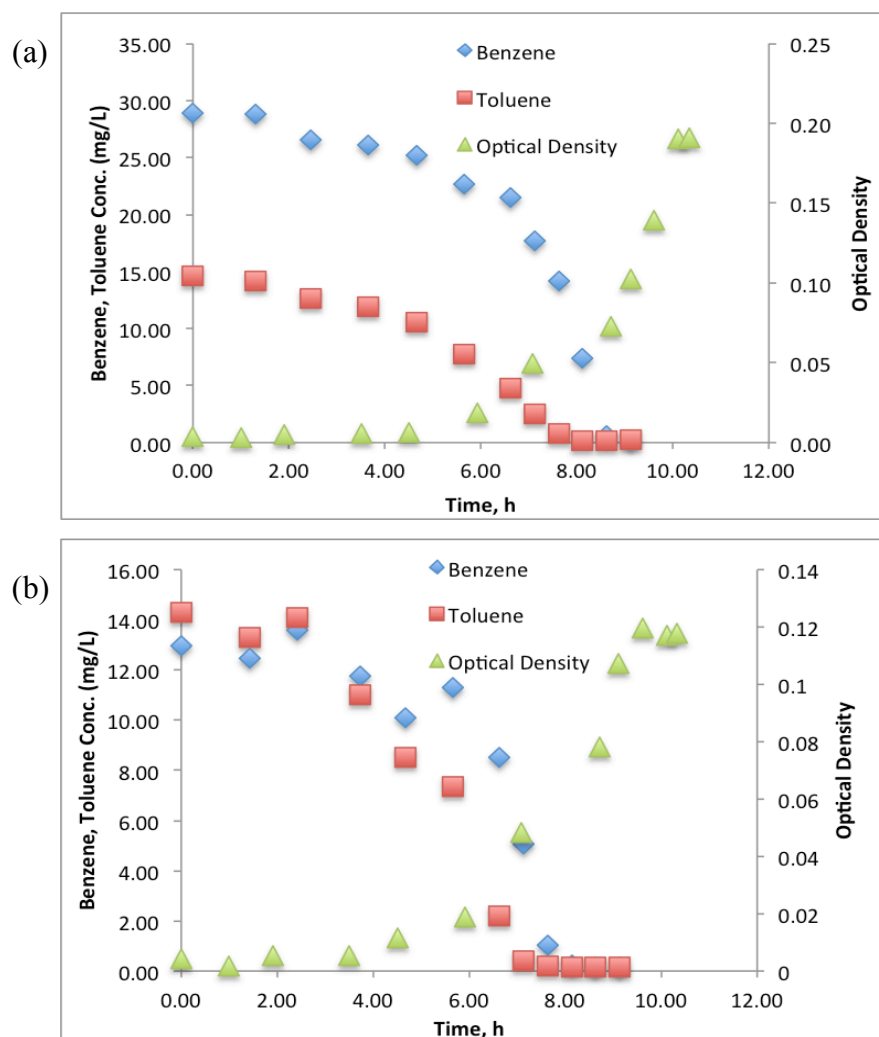 (a)
35.00
30.00
25.00
20.00
15.00
10.00
5.00
0.00
Benzene, Toluene Conc. (mg/L)
Benzene
Toluene
Optical Density
0.25
0.20
0.15
0.10
0.05
0.00
Optical Density
0.00 2.00 4.00 6.00 8.00 10.00 12.00
Time, h
(b)
16.00
14.00
12.00
10.00
8.00
6.00
4.00
2.00
0.00
Benzene, Toluene Conc. (mg/L)
Benzene
Toluene
Optical Density
0.14
0.12
0.1
0.08
0.06
0.04
0.02
0
Optical Density
0.00 2.00 4.00 6.00 8.00 10.00 12.00
Time, h